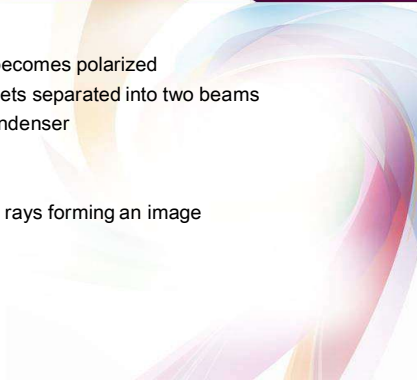 becomes polarized
ets separated into two beams
ndenser
rays forming an image